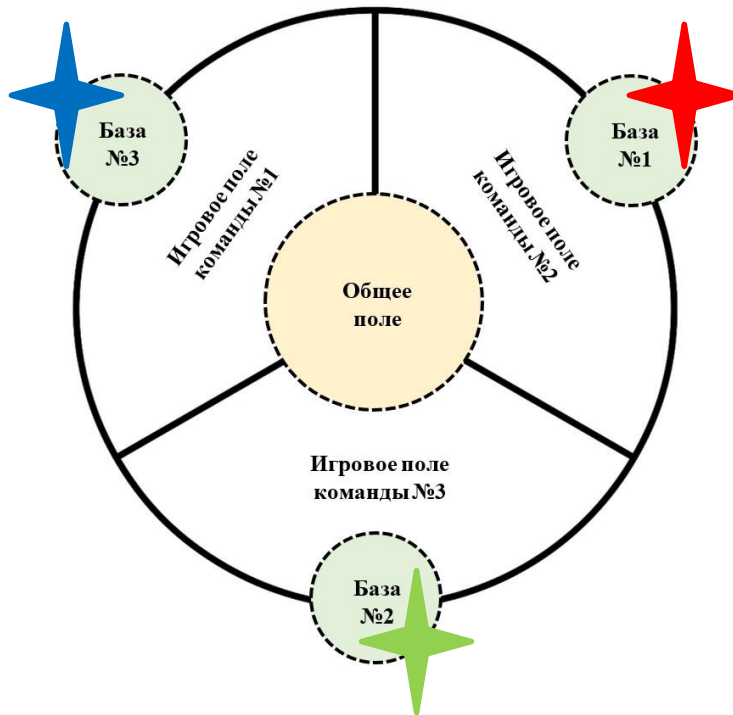 База
№3
База
№1
Игровое поле
команды №1
Игровое поле
команды №2
Общее
поле
Игровое поле
команды №3
База
№2